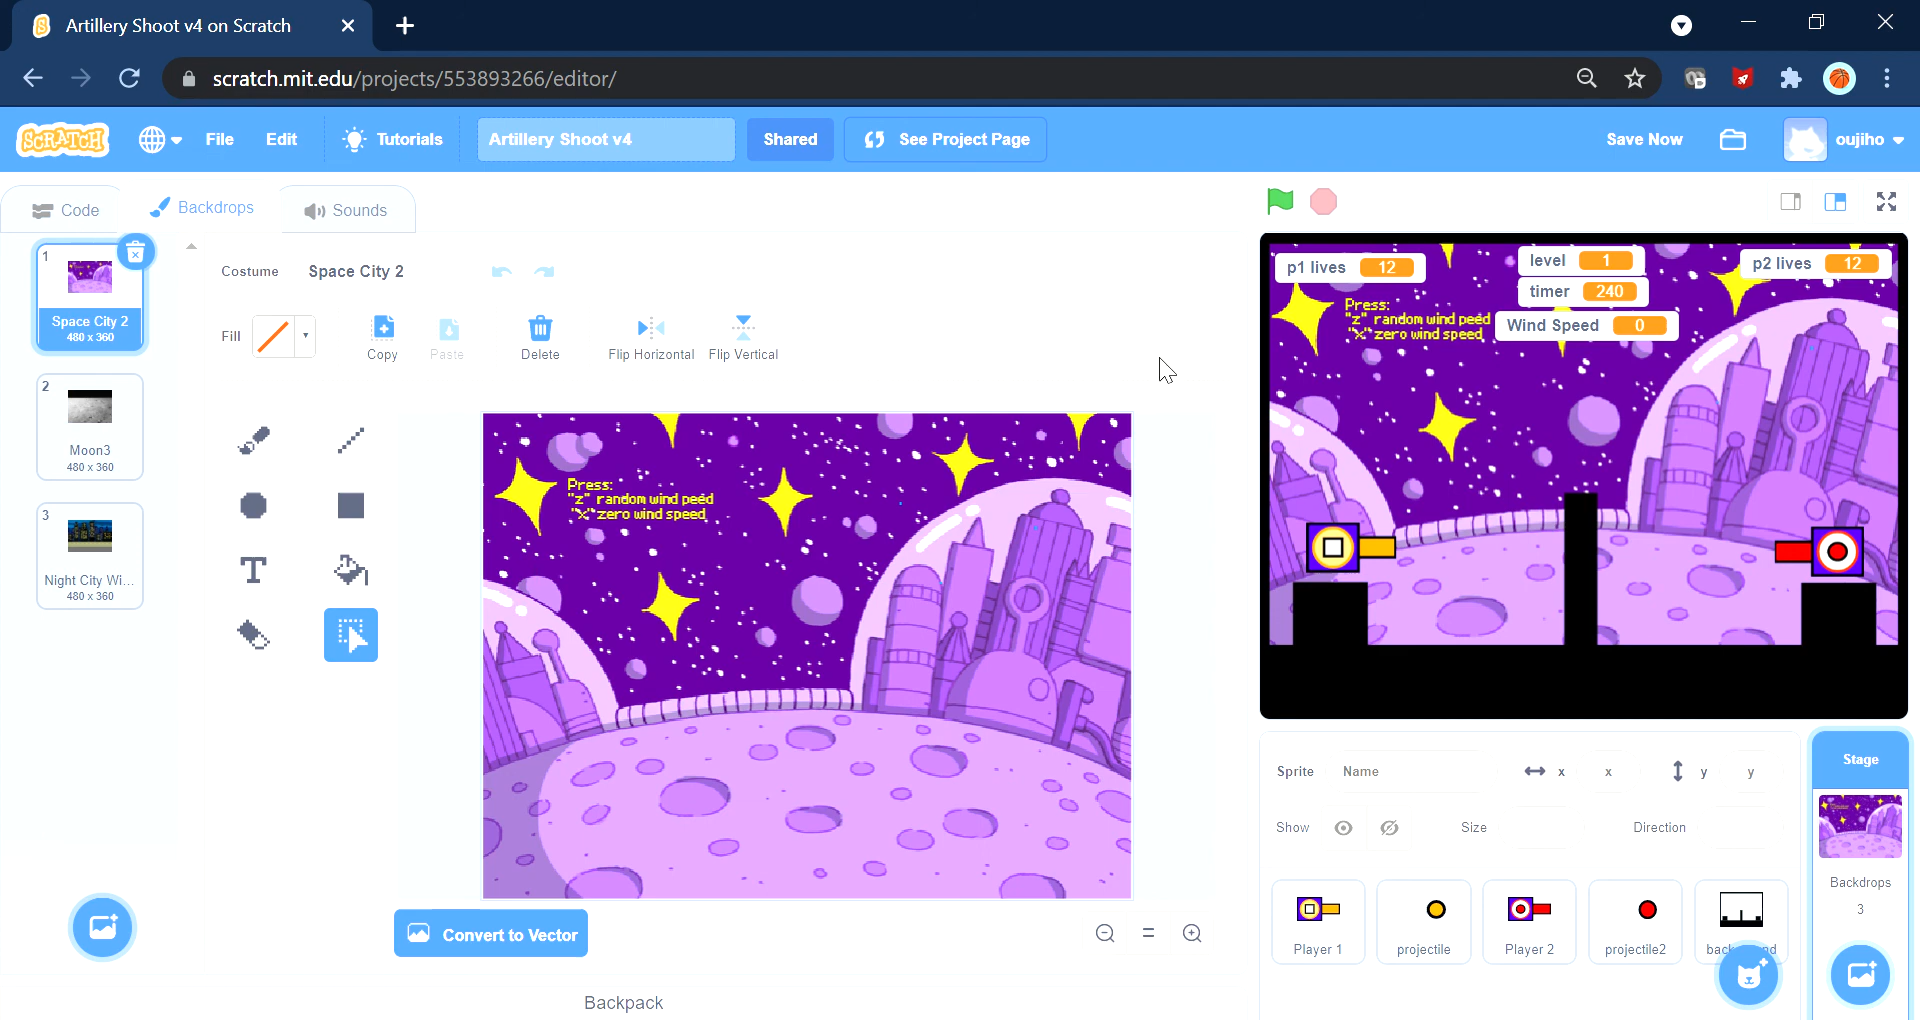 Artillery Shoot v4 on Scratch
scratch.mit.edu/projects/553893266/editor/
SCRATCH
File
Edit
Tutorials
Artillery Shoot v4
Shared
See Project Page
Save Now
oujiho
Code
Backdrops
Sounds
1
Space City 2
480 x 360
2
Moon3
480 x 360
3
Night City Wi...
480 x 360
Costume
Space City 2
Fill
Copy
Paste
Delete
Flip Horizontal
Flip Vertical
Press:
"z" random wind peed
"x" zero wind speed
Convert to Vector
Backpack
p1 lives 12
level 1
timer 240
Wind Speed 0
p2 lives 12
Press:
"z" random wind peed
"x" zero wind speed
Sprite
Name
x
x
y
y
Show
Size
Direction
Player 1
projectile
Player 2
projectile2
Stage
Backdrops
3